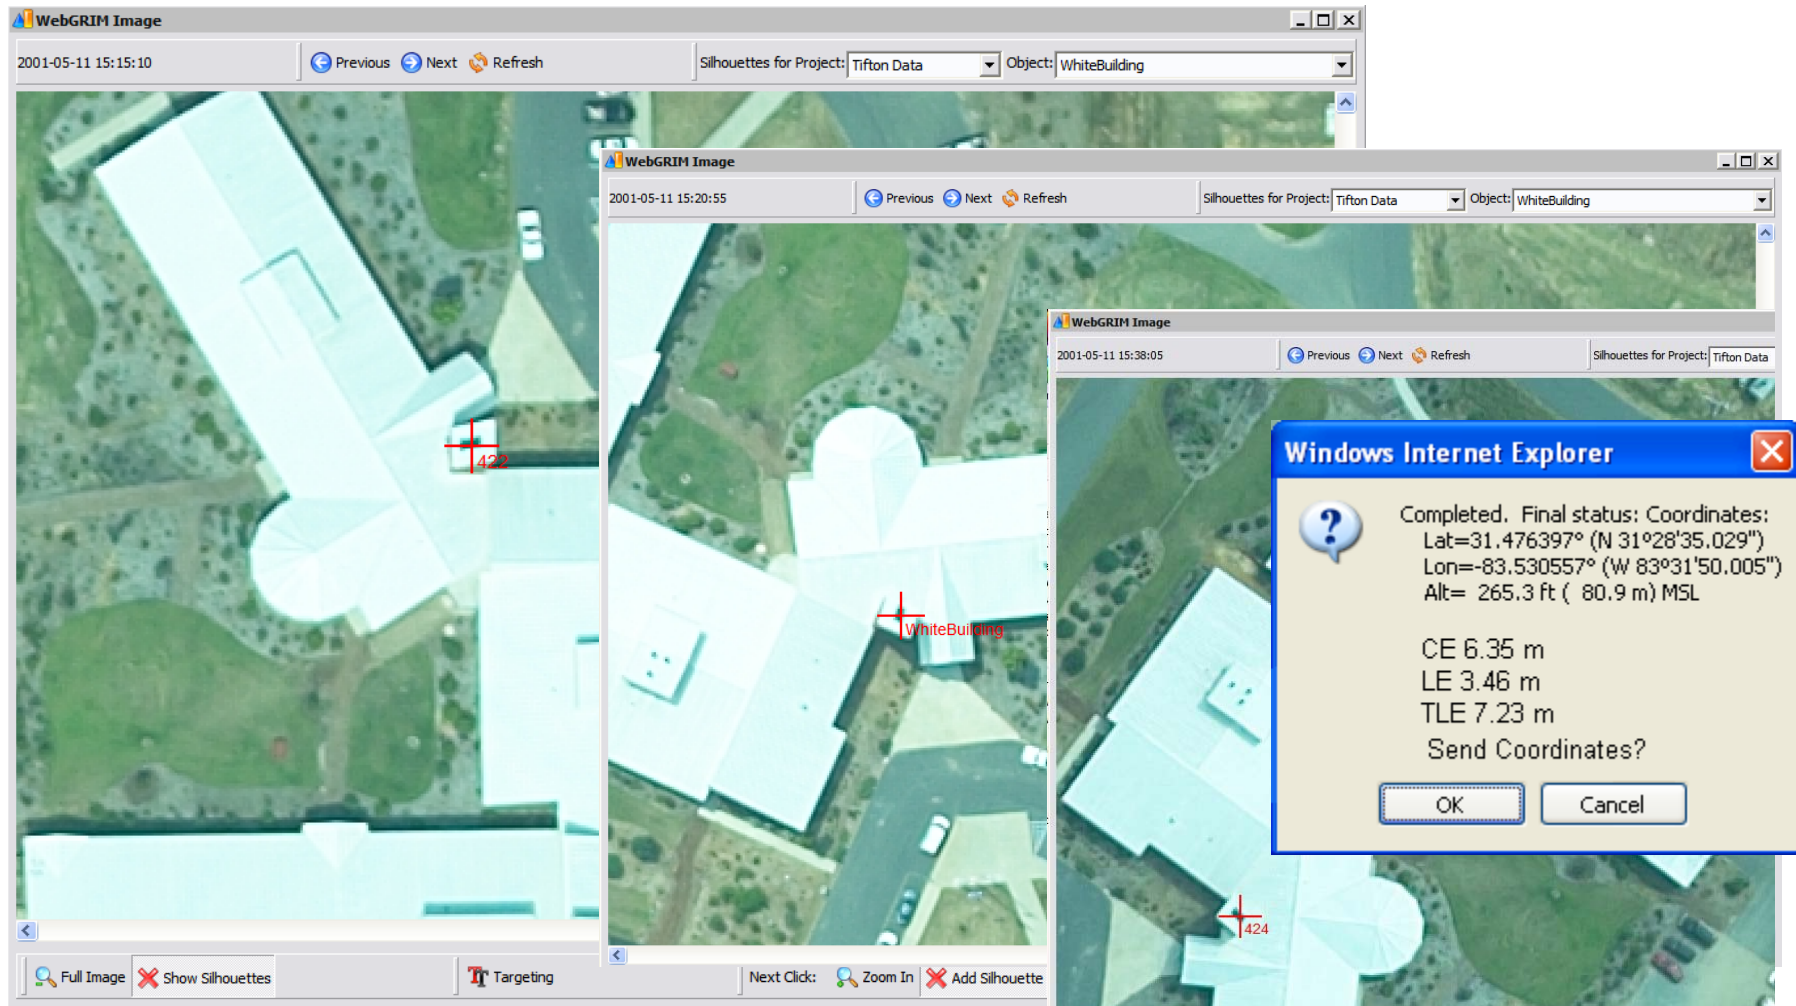 WebGRIM Image
2001-05-11 15:15:10 Previous Next Refresh Silhouettes for Project: Tifton Data Object: WhiteBuilding
422
Full Image Show Silhouettes Targeting
WebGRIM Image
2001-05-11 15:20:55 Previous Next Refresh Silhouettes for Project: Tifton Data Object: WhiteBuilding
WhiteBuilding
Next Click: Zoom In Add Silhouette
WebGRIM Image
2001-05-11 15:38:05 Previous Next Refresh Silhouettes for Project: Tifton Data
424
Windows Internet Explorer
Completed. Final status: Coordinates:
Lat=31.476397° (N 31º28'35.029")
Lon=-83.530557° (W 83º31'50.005")
Alt= 265.3 ft ( 80.9 m) MSL
CE 6.35 m
LE 3.46 m
TLE 7.23 m
Send Coordinates?
OK Cancel